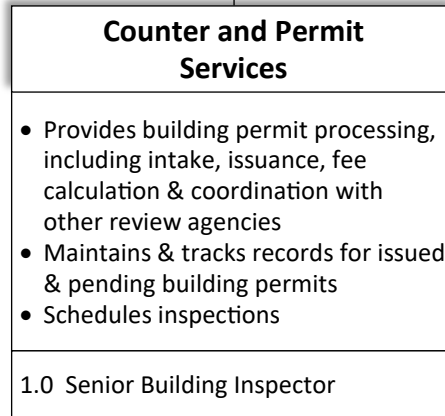 Counter and Permit
Services
• Provides building permit processing,
including intake, issuance, fee
calculation & coordination with
other review agencies
• Maintains & tracks records for issued
& pending building permits
• Schedules inspections
1.0 Senior Building Inspector